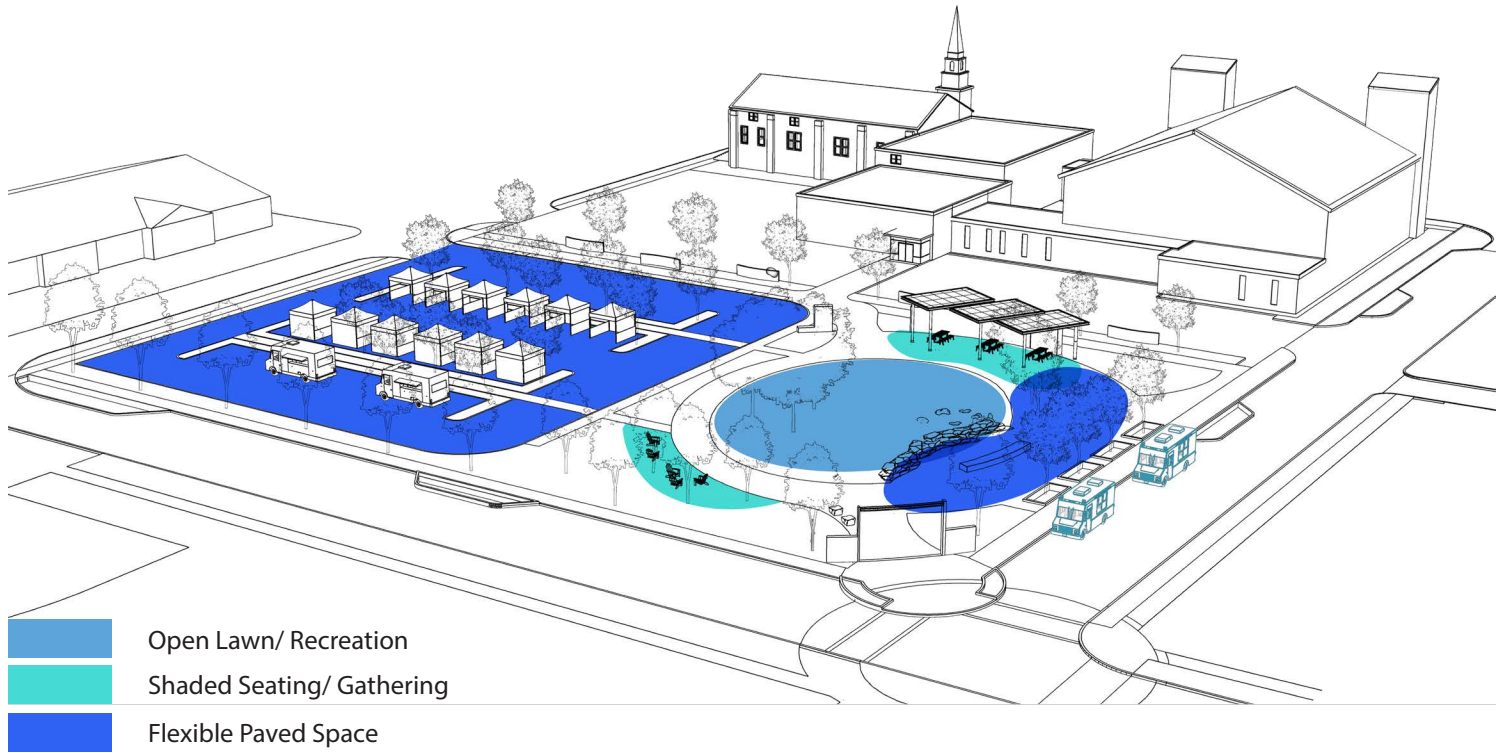 Open Lawn/ Recreation
Shaded Seating/ Gathering
Flexible Paved Space